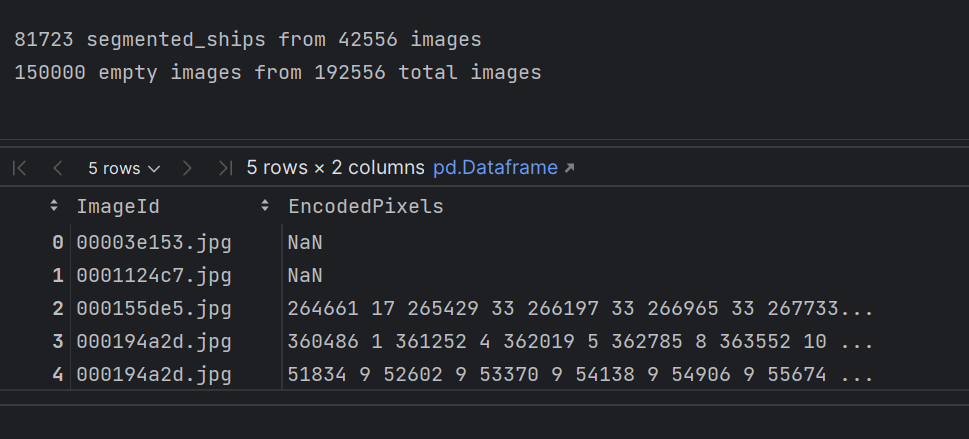 81723 segmented_ships from 42556 images
150000 empty images from 192556 total images
5 rows 5 rows × 2 columns pd.Dataframe
ImageId EncodedPixels
0 00003e153.jpg NaN
1 0001124c7.jpg NaN
2 000155de5.jpg 264661 17 265429 33 266197 33 266965 33 267733...
3 000194a2d.jpg 360486 1 361252 4 362019 5 362785 8 363552 10 ...
4 000194a2d.jpg 51834 9 52602 9 53370 9 54138 9 54906 9 55674 ...